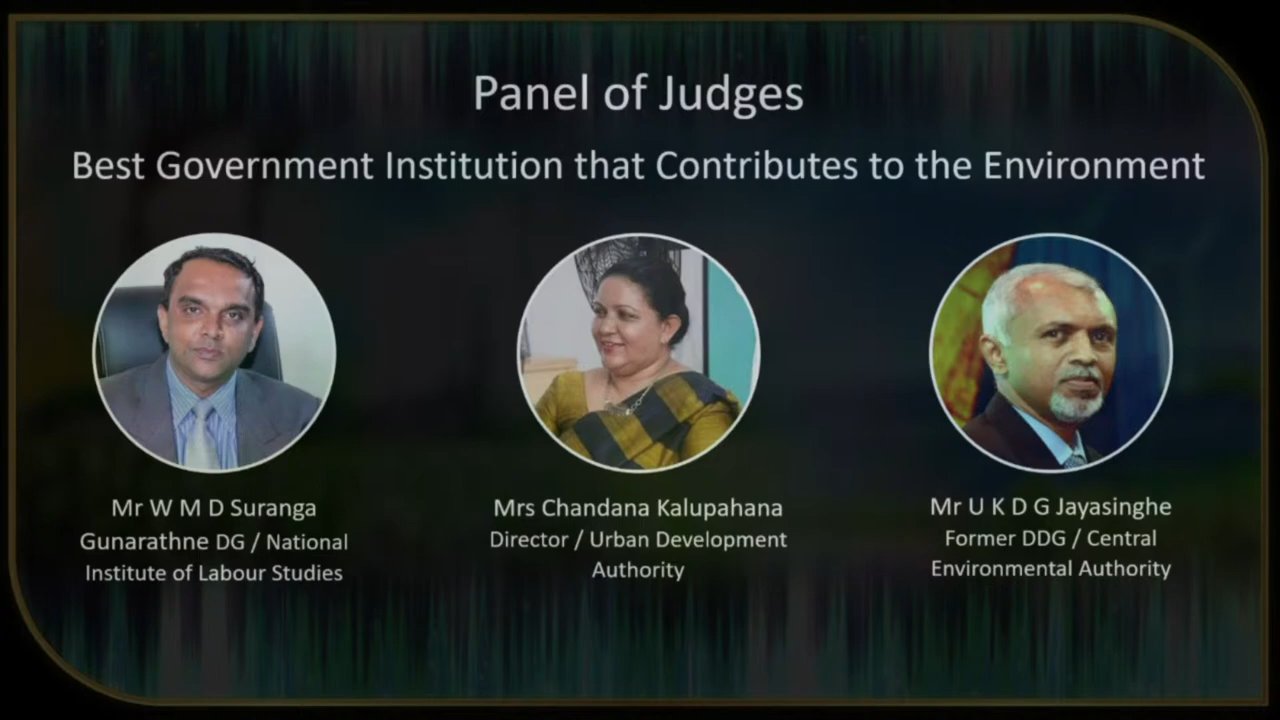 Panel of Judges
Best Government Institution that Contributes to the Environment
Mr W M D Suranga
Gunarathne DG / National
Institute of Labour Studies
Mrs Chandana Kalupahana
Director / Urban Development
Authority
Mr U K D G Jayasinghe
Former DDG / Central
Environmental Authority